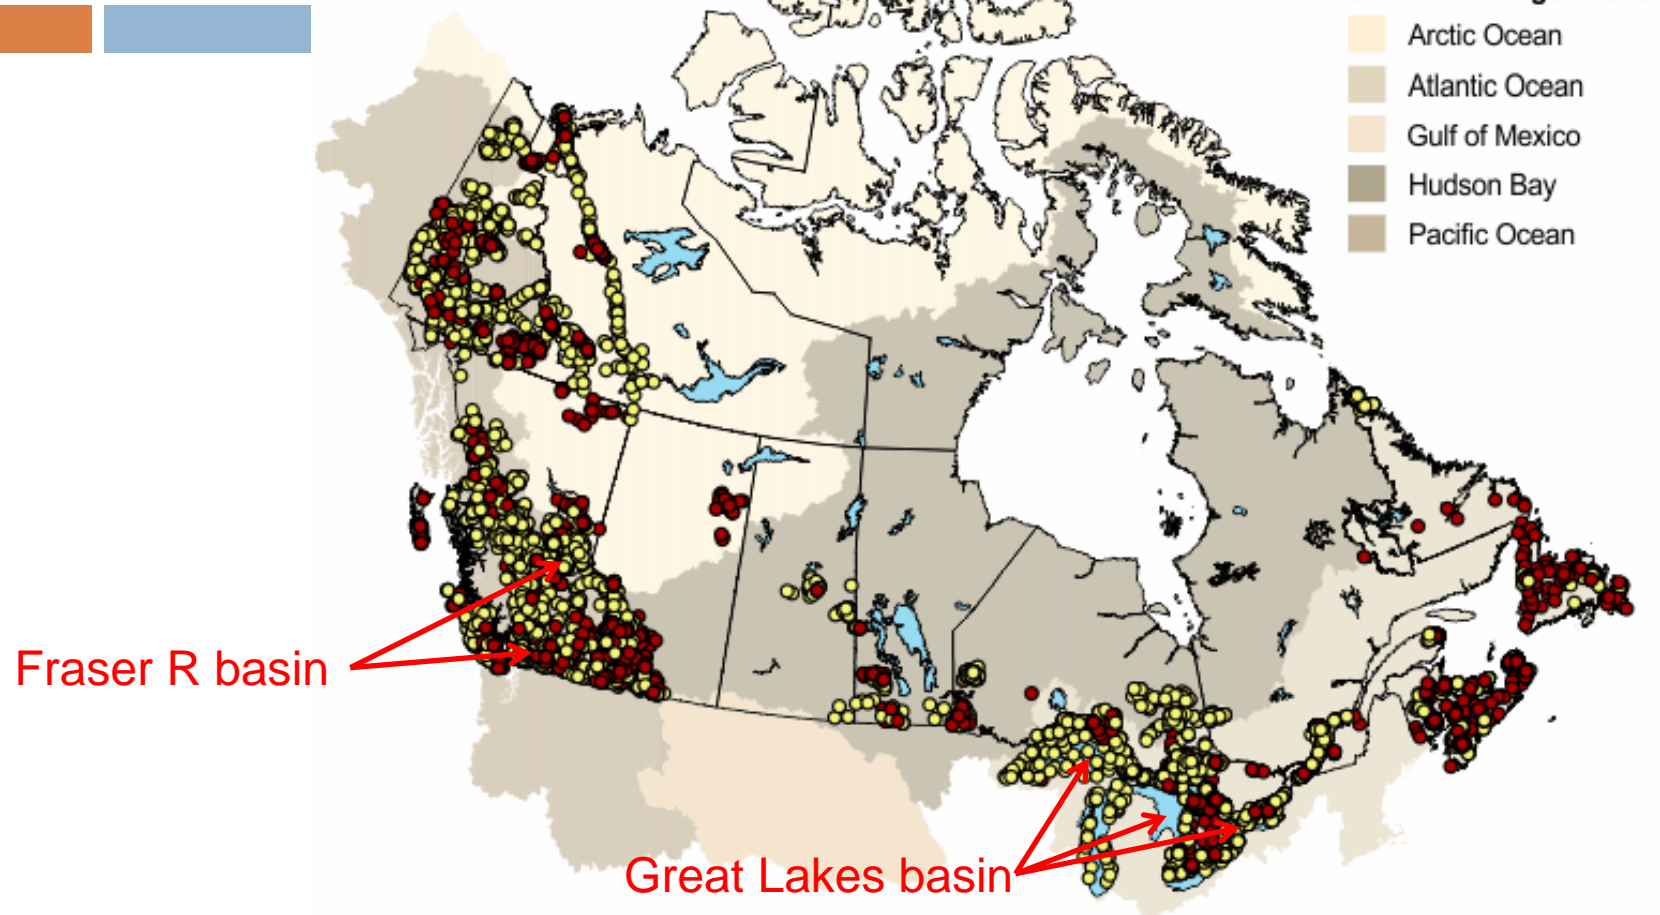 Arctic Ocean
Atlantic Ocean
Gulf of Mexico
Hudson Bay
Pacific Ocean
Fraser R basin
Great Lakes basin